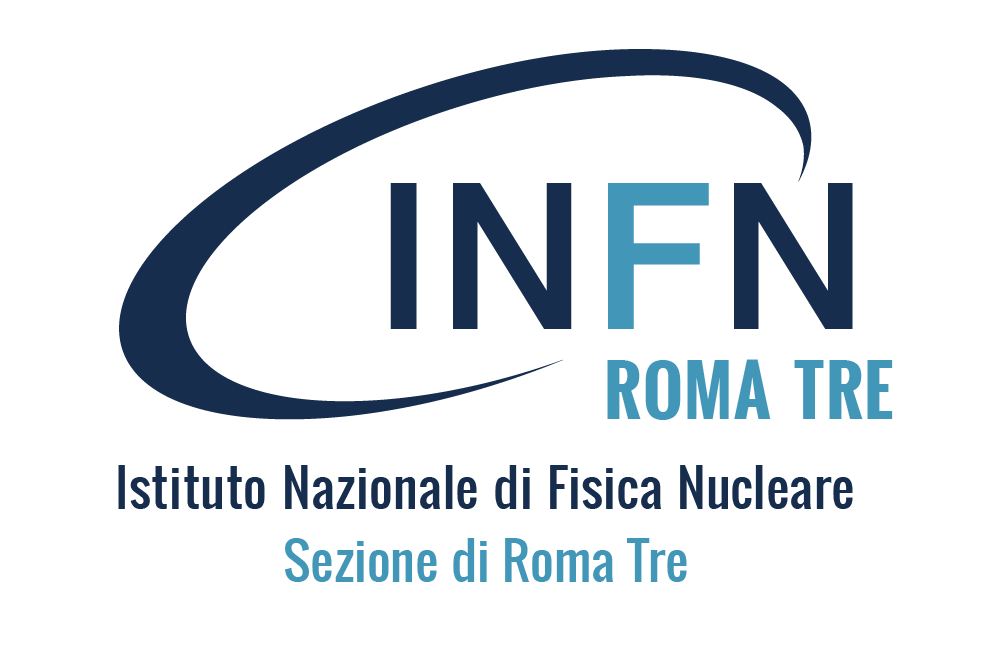 INFN
ROMA TRE
Istituto Nazionale di Fisica Nucleare
Sezione di Roma Tre